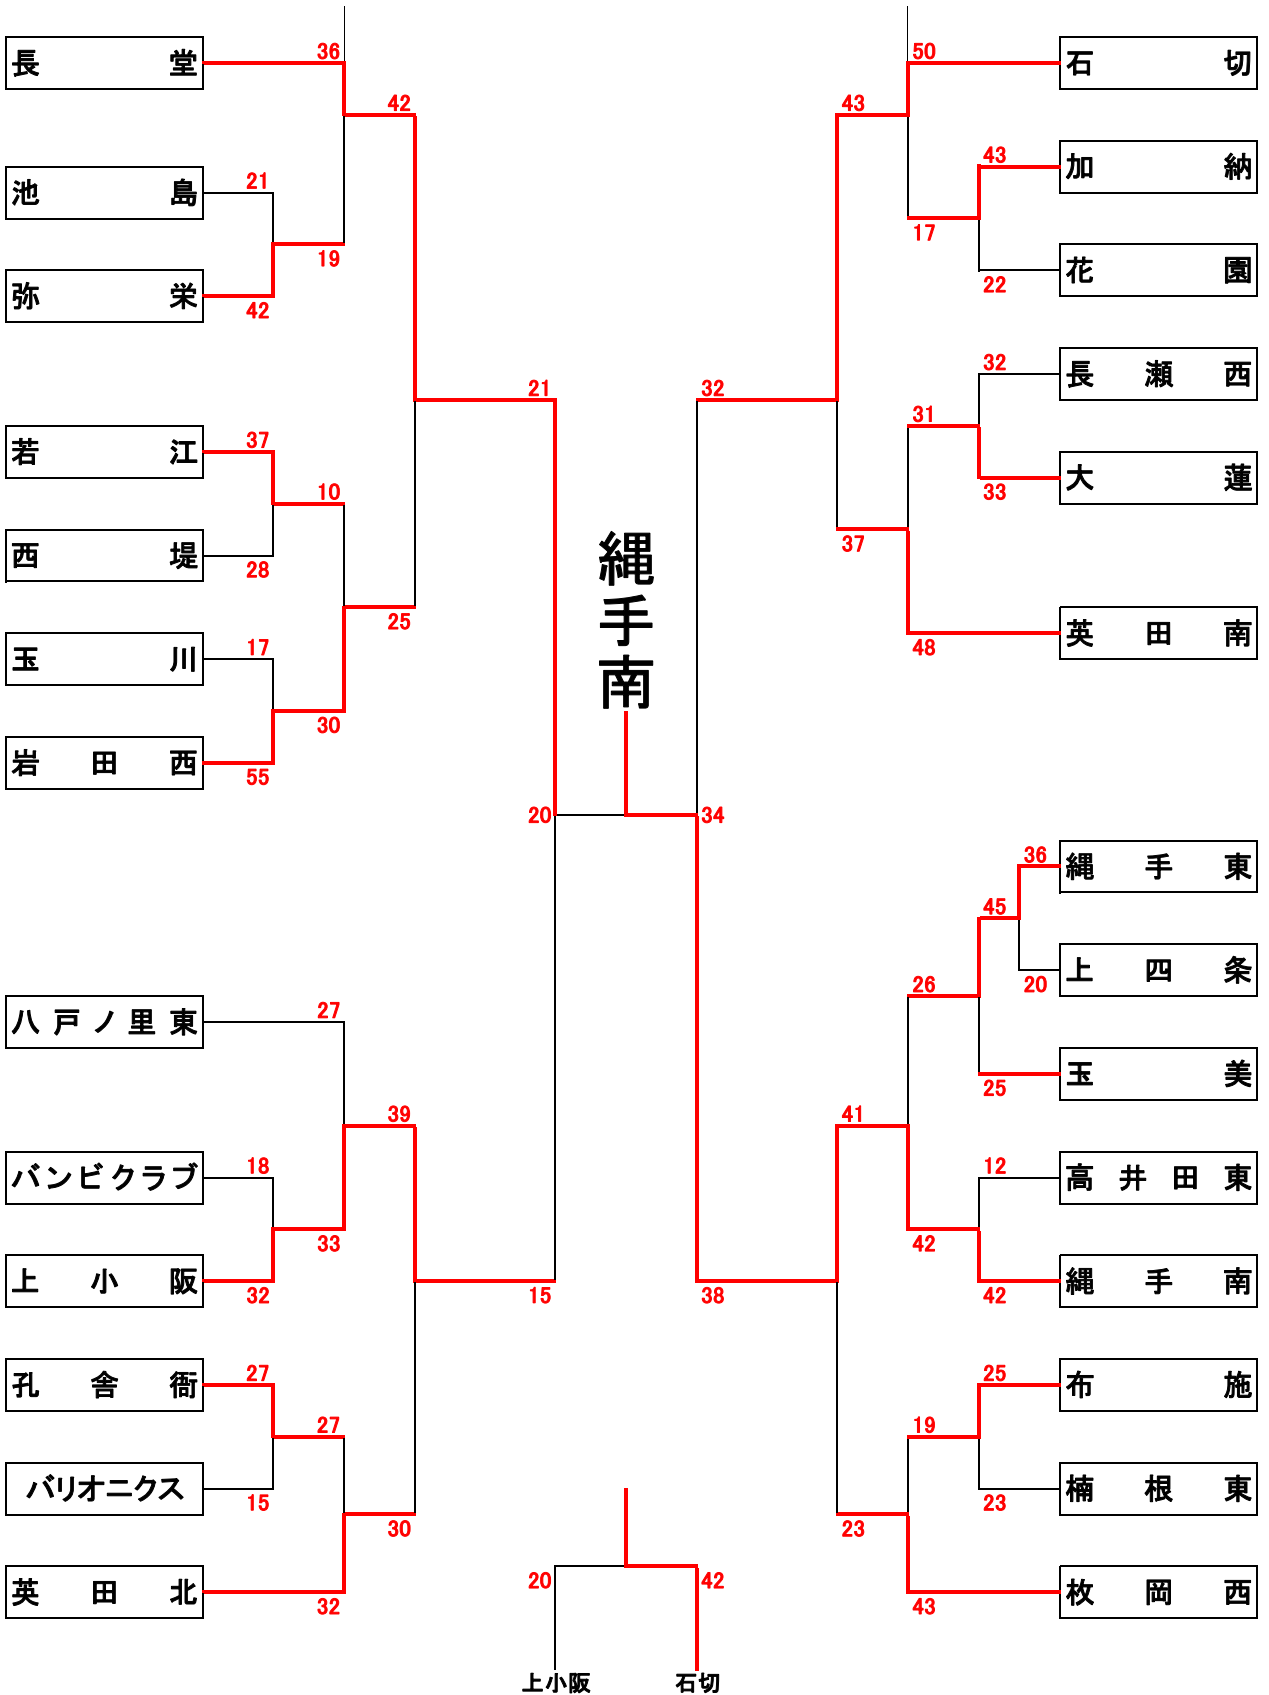 36
50
長堂
石切
42
43
43
加納
21
池島
17
19
花園
22
弥栄
42
32
長瀬西
21
32
31
若江
37
大蓮
33
10
縄手南
37
西堤
28
25
英田南
48
17
玉川
30
岩田西
55
20
34
36
縄手東
45
上四条
20
26
27
八戸ノ里東
玉美
25
39
41
18
12
バンビクラブ
高井田東
33
42
上小阪
縄手南
32
15
38
42
27
25
孔舎衙
布施
27
19
バリオニクス
楠根東
15
23
30
23
20
42
英田北
枚岡西
32
43
上小阪
石切